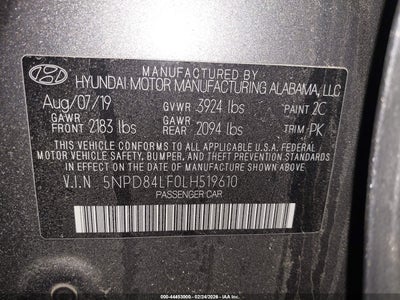 MANUFACTURED BY
HYUNDAI MOTOR MANUFACTURING ALABAMA, LLC
Aug/07/19 GVWR 3924 lbs PAINT 2C
GAWR FRONT 2183 lbs GAWR REAR 2094 lbs TRIM PK
THIS VEHICLE CONFORMS TO ALL APPLICABLE U.S.A. FEDERAL
MOTOR VEHICLE SAFETY, BUMPER, AND THEFT PREVENTION STANDARDS
IN EFFECT ON THE DATE OF MANUFACTURE SHOWN ABOVE.
V.I.N 5NPD84LF0LH519610
PASSENGER CAR
000-44453000 - 02/24/2026 - IAA Inc.